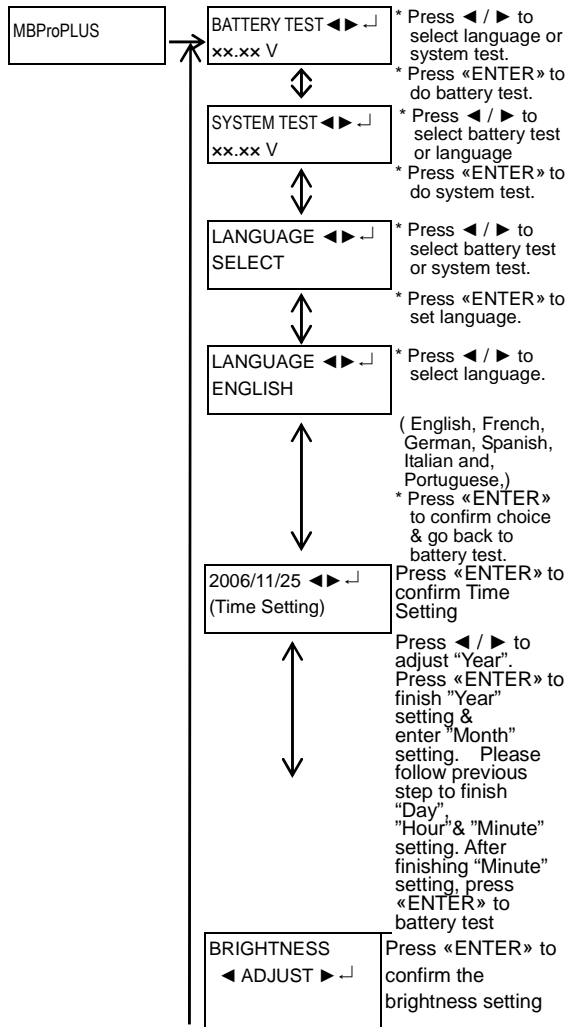 MBProPLUS
BATTERY TEST ◄► ↵
××.×× V
* Press ◄ / ► to
select language or
system test.
* Press «ENTER» to
do battery test.
SYSTEM TEST ◄► ↵
××.×× V
* Press ◄ / ► to
select battery test
or language
* Press «ENTER» to
do system test.
LANGUAGE ◄► ↵
SELECT
* Press ◄ / ► to
select battery test
or system test.
* Press «ENTER» to
set language.
LANGUAGE ◄► ↵
ENGLISH
* Press ◄ / ► to
select language.
( English, French,
German, Spanish,
Italian and,
Portuguese,)
* Press «ENTER»
to confirm choice
& go back to
battery test.
2006/11/25 ◄► ↵
(Time Setting)
Press «ENTER» to
confirm Time
Setting
Press ◄ / ► to
adjust “Year”.
Press «ENTER» to
finish ”Year”
setting &
enter ”Month”
setting. Please
follow previous
step to finish
“Day”,
”Hour”& ”Minute”
setting. After
finishing “Minute”
setting, press
«ENTER» to
battery test
BRIGHTNESS
◄ ADJUST ► ↵
Press «ENTER» to
confirm the
brightness setting